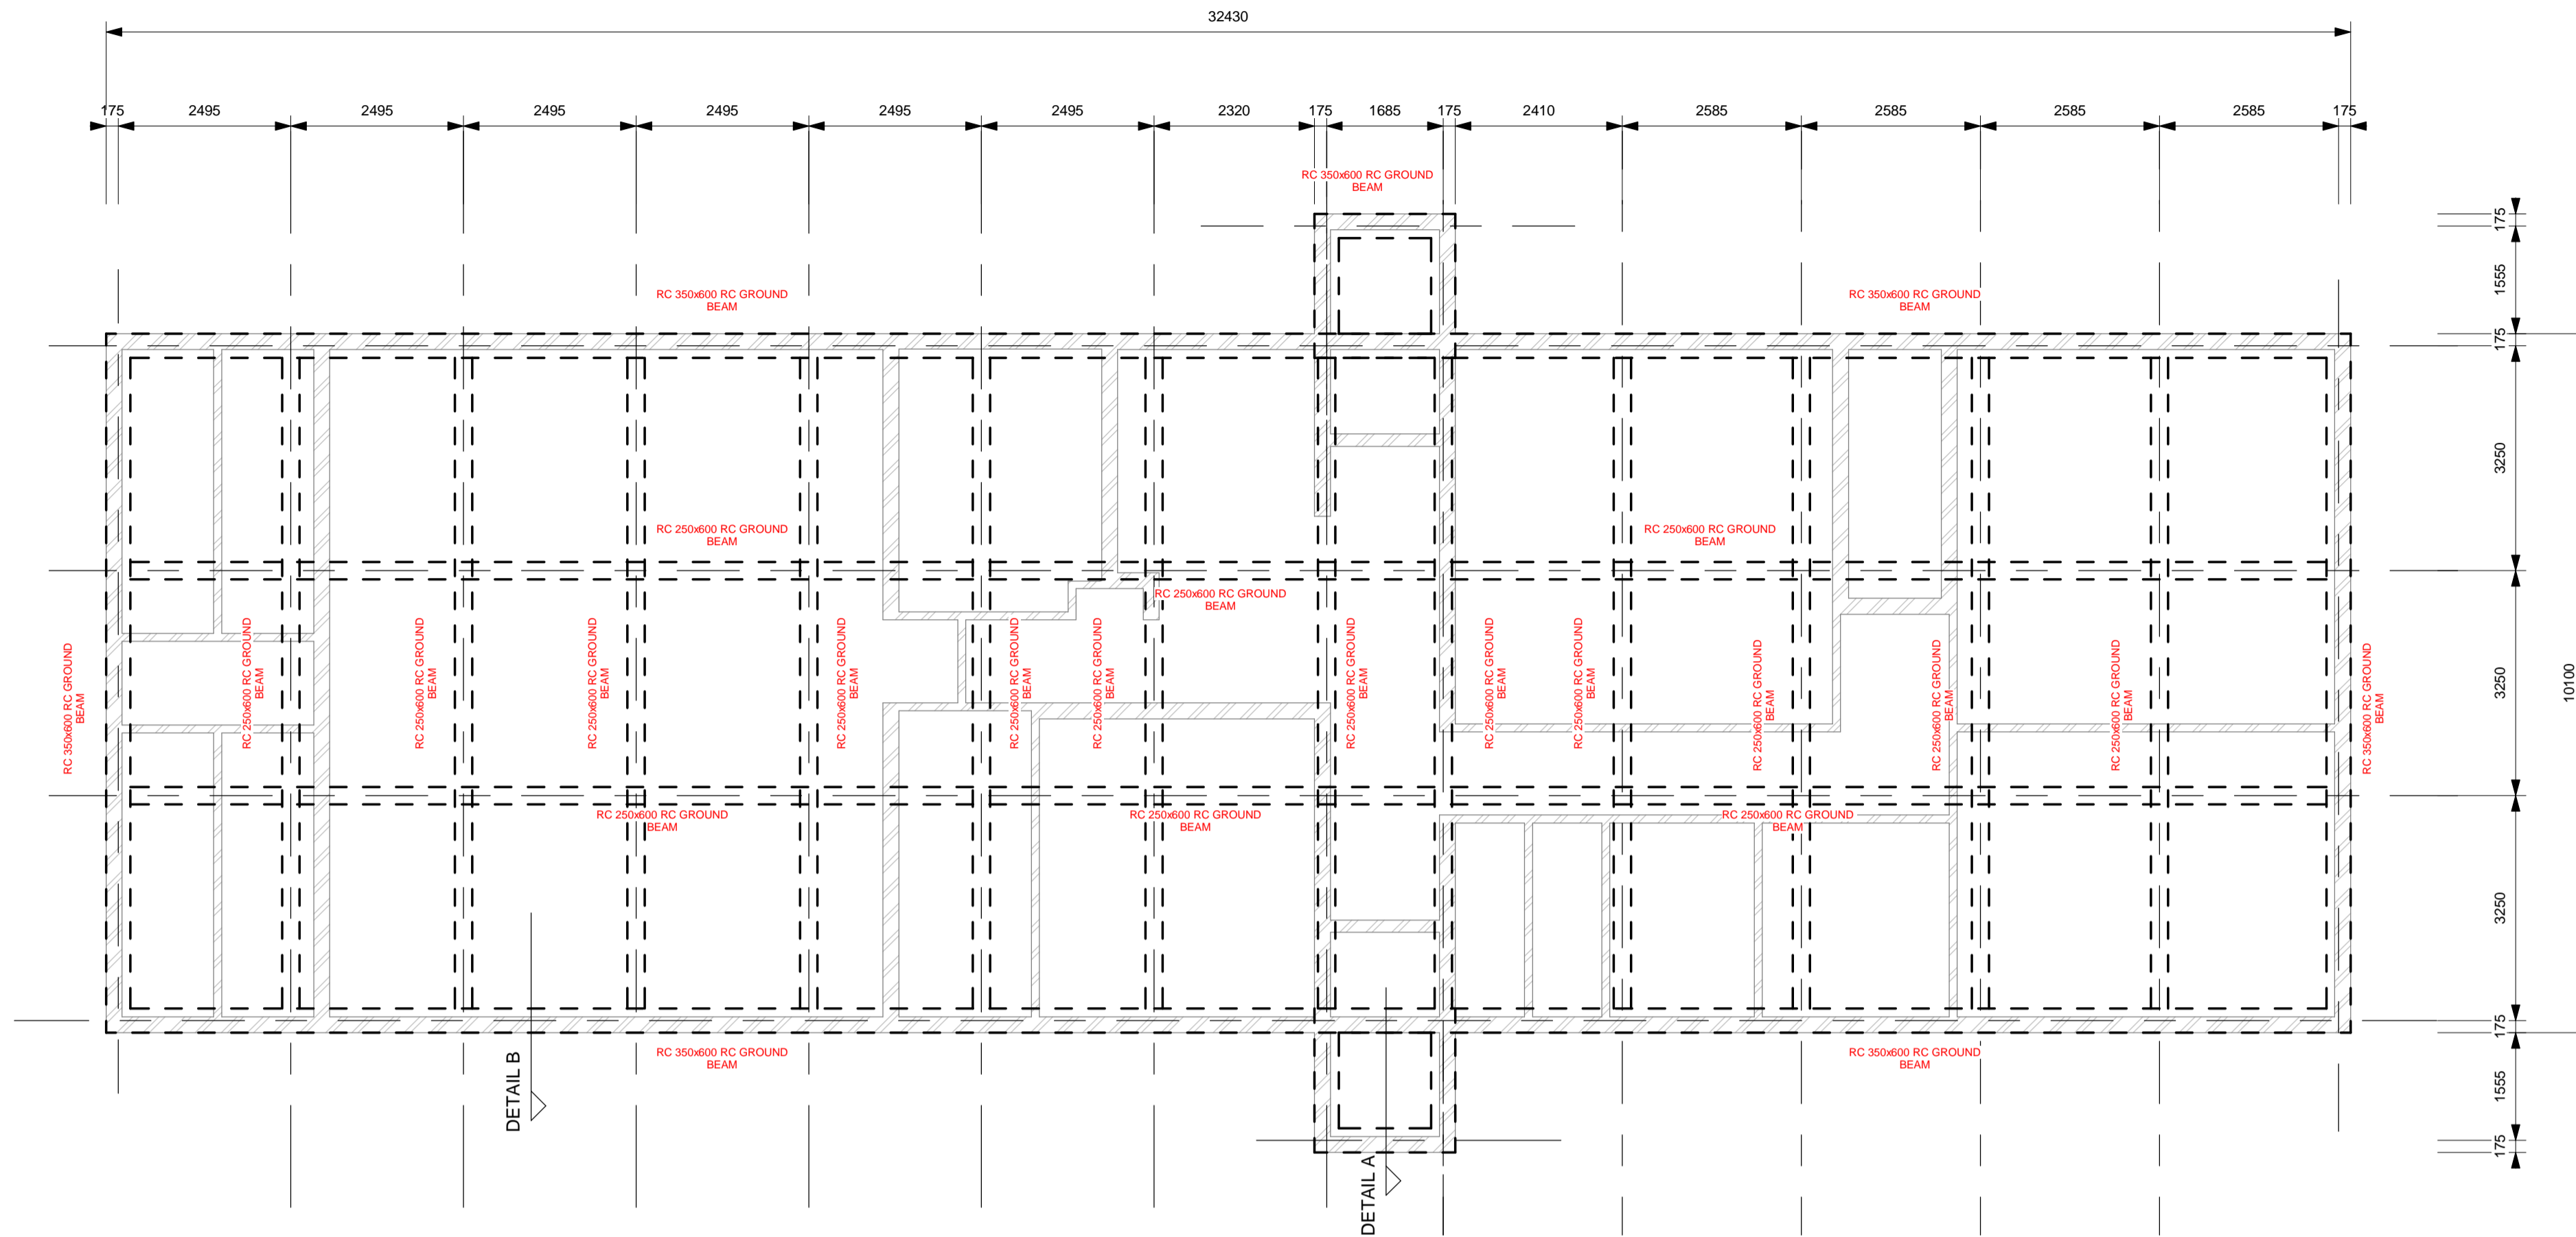 32430
175 2495 2495 2495 2495 2495 2495 2320 175 1685 175 2410 2585 2585 2585 2585 175
RC 350x600 RC GROUND
BEAM
175
1555
175
RC 350x600 RC GROUND
BEAM
RC 350x600 RC GROUND
BEAM
3250
RC 250x600 RC GROUND
BEAM
RC 250x600 RC GROUND
BEAM
RC 250x600 RC GROUND
BEAM
RC 350x600 RC GROUND
BEAM
RC 250x600 RC GROUND
BEAM
RC 250x600 RC GROUND
BEAM
RC 250x600 RC GROUND
BEAM
RC 250x600 RC GROUND
BEAM
RC 250x600 RC GROUND
BEAM
RC 250x600 RC GROUND
BEAM
RC 250x600 RC GROUND
BEAM
RC 250x600 RC GROUND
BEAM
RC 250x600 RC GROUND
BEAM
RC 250x600 RC GROUND
BEAM
RC 250x600 RC GROUND
BEAM
RC 250x600 RC GROUND
BEAM
RC 350x600 RC GROUND
BEAM
3250
10100
RC 250x600 RC GROUND
BEAM
RC 250x600 RC GROUND
BEAM
RC 250x600 RC GROUND
BEAM
3250
175
RC 350x600 RC GROUND
BEAM
RC 350x600 RC GROUND
BEAM
DETAIL B
1555
175
DETAIL A